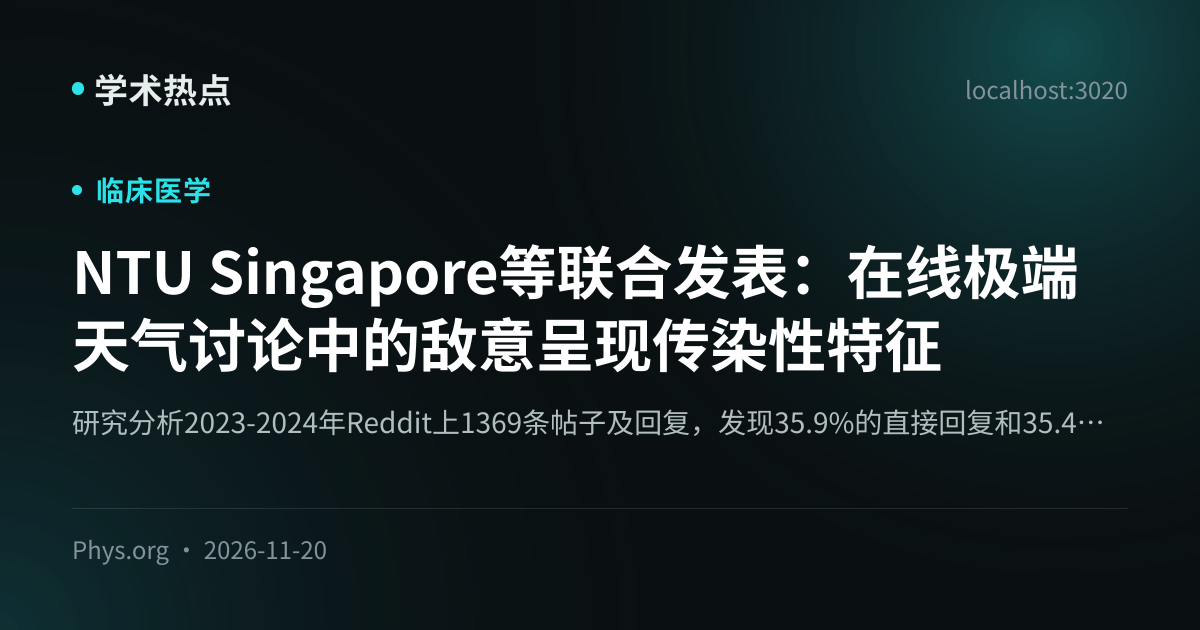 学术热点
localhost:3020
临床医学
NTU Singapore等联合发表：在线极端
天气讨论中的敌意呈现传染性特征
研究分析2023-2024年Reddit上1369条帖子及回复，发现35.9%的直接回复和35.4…
Phys.org · 2026-11-20